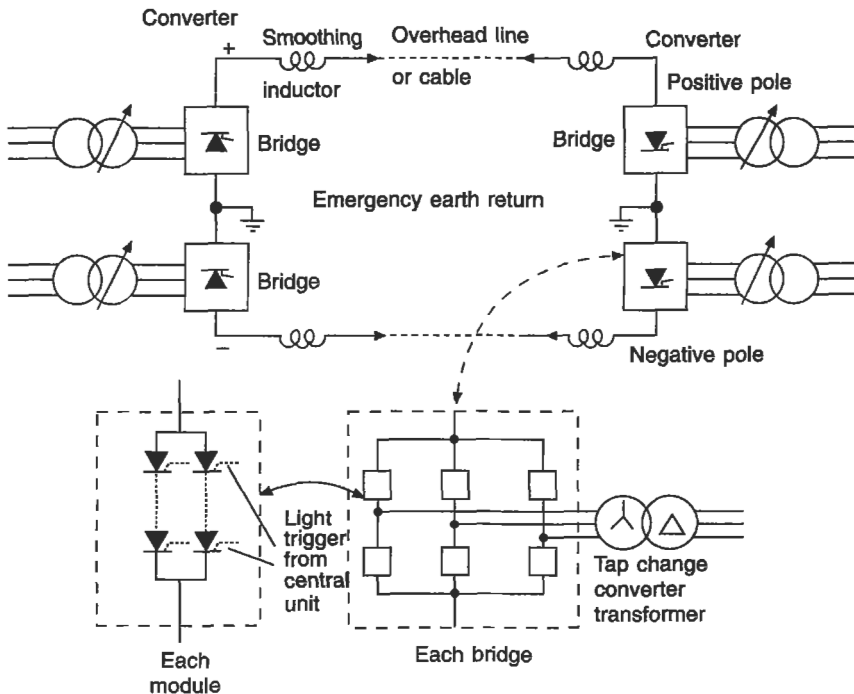 Converter
+
Smoothing
inductor
Overhead line
or cable
Converter
Positive pole
Bridge
Bridge
Emergency earth return
Bridge
–
Negative pole
Light
trigger
from
central
unit
Tap change
converter
transformer
Each
module
Each bridge